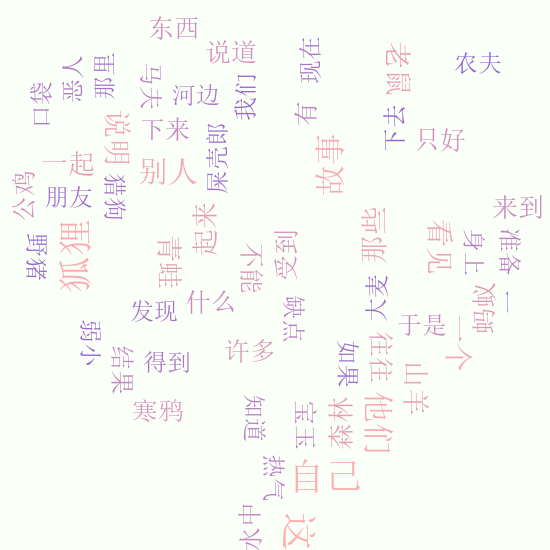 东西
说道
现在
老鼠
农夫
恶人
那里
马夫
河边
我们
口袋
有
下去
只好
说明
下来
屎壳郎
故事
一起
别人
公鸡
朋友
猎狗
来到
野猪
狐狸
青蛙
起来
不能
受到
那些
看见
身上
准备
大麦
蚂蚁
一
发现
什么
缺点
于是
一个
弱小
结果
得到
许多
如果
往往
山羊
寒鸦
知道
宝玉
森林
他们
热气
自己
水中
这